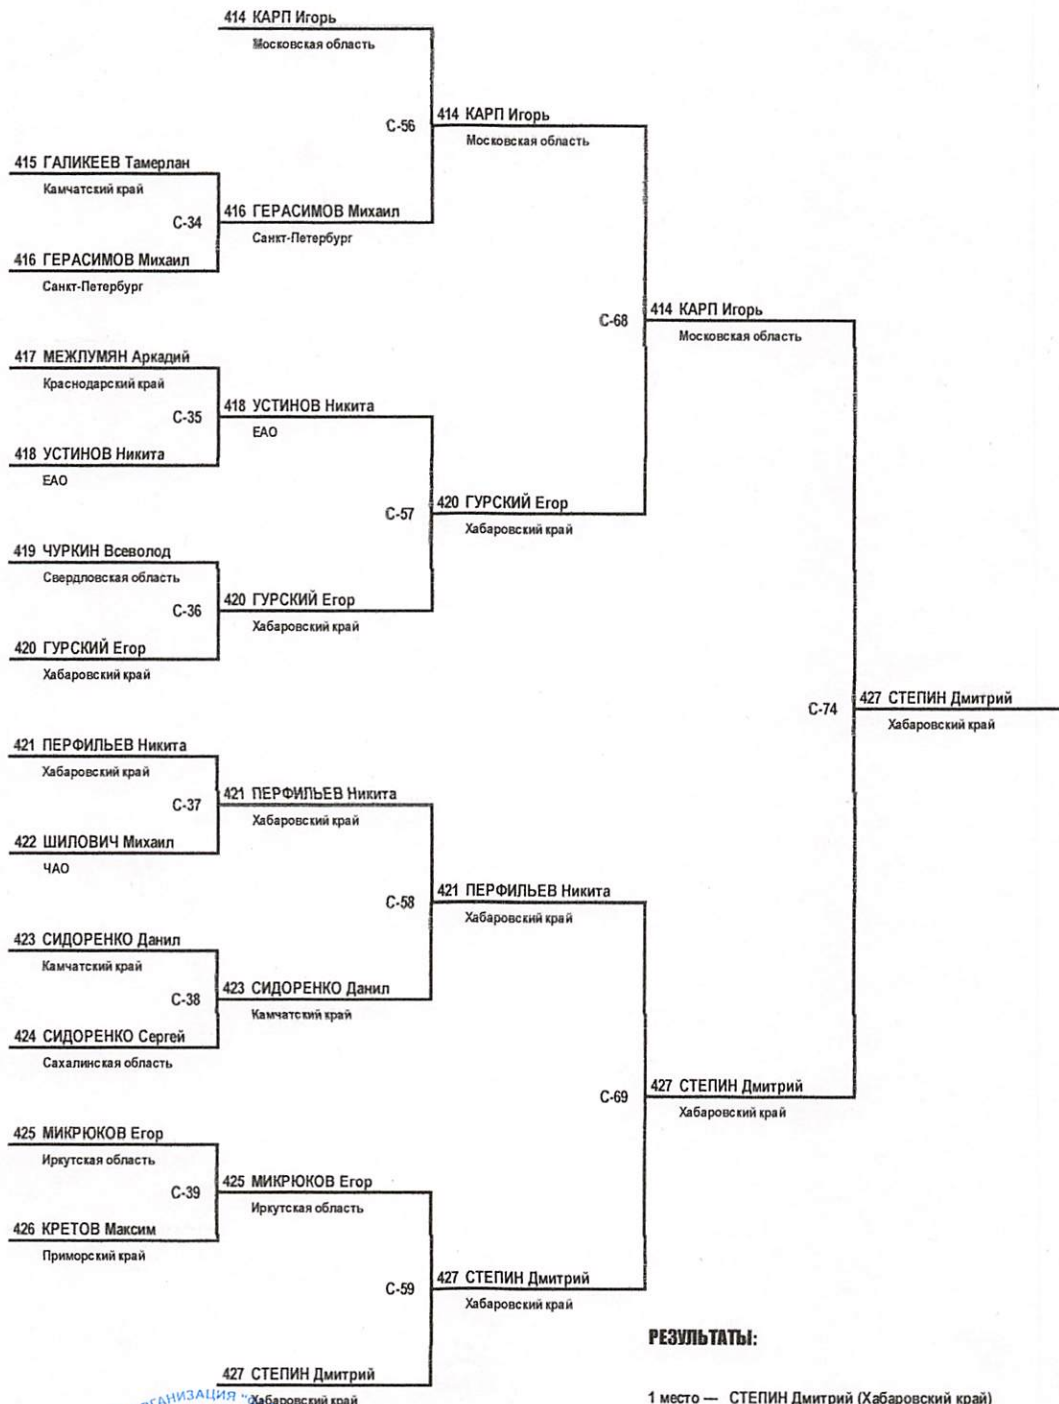 414 КАРП Игорь
Московская область
С-56
414 КАРП Игорь
Московская область
415 ГАЛИКЕЕВ Тамерлан
Камчатский край
С-34
416 ГЕРАСИМОВ Михаил
Санкт-Петербург
416 ГЕРАСИМОВ Михаил
Санкт-Петербург
С-68
414 КАРП Игорь
Московская область
417 МЕЖЛУМЯН Аркадий
Краснодарский край
С-35
418 УСТИНОВ Никита
ЕАО
418 УСТИНОВ Никита
ЕАО
С-57
420 ГУРСКИЙ Егор
Хабаровский край
419 ЧУРКИН Всеволод
Свердловская область
С-36
420 ГУРСКИЙ Егор
Хабаровский край
420 ГУРСКИЙ Егор
Хабаровский край
С-74
427 СТЕПИН Дмитрий
Хабаровский край
421 ПЕРФИЛЬЕВ Никита
Хабаровский край
С-37
421 ПЕРФИЛЬЕВ Никита
Хабаровский край
422 ШИЛОВИЧ Михаил
ЧАО
С-58
421 ПЕРФИЛЬЕВ Никита
Хабаровский край
423 СИДОРЕНКО Данил
Камчатский край
С-38
423 СИДОРЕНКО Данил
Камчатский край
424 СИДОРЕНКО Сергей
Сахалинская область
С-69
427 СТЕПИН Дмитрий
Хабаровский край
425 МИКРЮКОВ Егор
Иркутская область
С-39
425 МИКРЮКОВ Егор
Иркутская область
426 КРЕТОВ Максим
Приморский край
С-59
427 СТЕПИН Дмитрий
Хабаровский край
РЕЗУЛЬТАТЫ:
427 СТЕПИН Дмитрий
Хабаровский край
1 место — СТЕПИН Дмитрий (Хабаровский край)